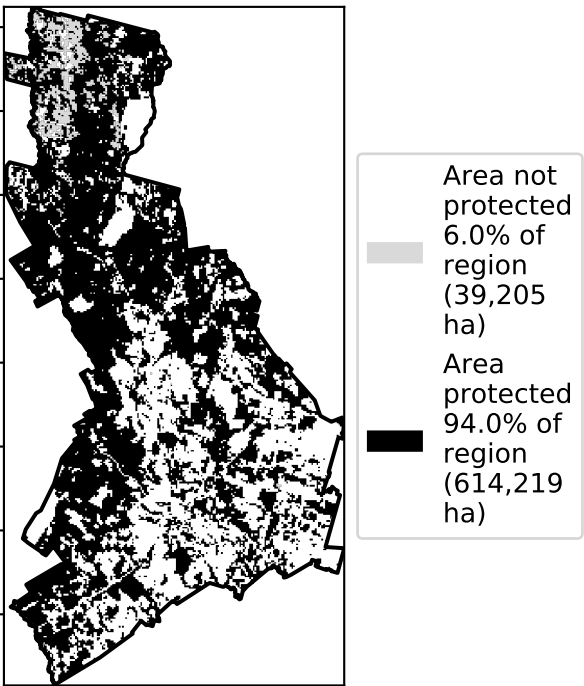 Area not
protected
6.0% of
region
(39,205
ha)
Area
protected
94.0% of
region
(614,219
ha)